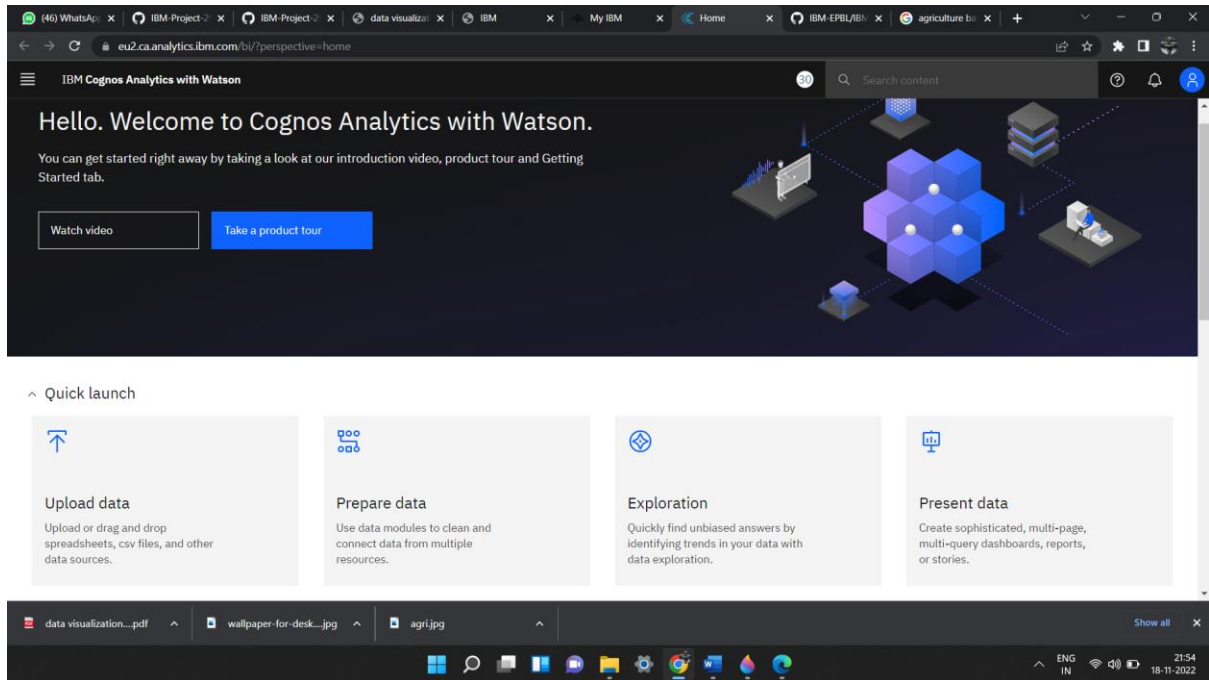 (46) WhatsApp
IBM-Project-2
IBM-Project-2
data visualizat
IBM
My IBM
Home
IBM-EPBL/IBM
agriculture ba
eu2.ca.analytics.ibm.com/bi/?perspective=home
IBM Cognos Analytics with Watson
30
Search content
Hello. Welcome to Cognos Analytics with Watson.
You can get started right away by taking a look at our introduction video, product tour and Getting
Started tab.
Watch video
Take a product tour
Quick launch
Upload data
Upload or drag and drop
spreadsheets, csv files, and other
data sources.
Prepare data
Use data modules to clean and
connect data from multiple
resources.
Exploration
Quickly find unbiased answers by
identifying trends in your data with
data exploration.
Present data
Create sophisticated, multi-page,
multi-query dashboards, reports,
or stories.
data visualization....pdf
wallpaper-for-desk....jpg
agri.jpg
Show all
ENG
IN
21:54
18-11-2022